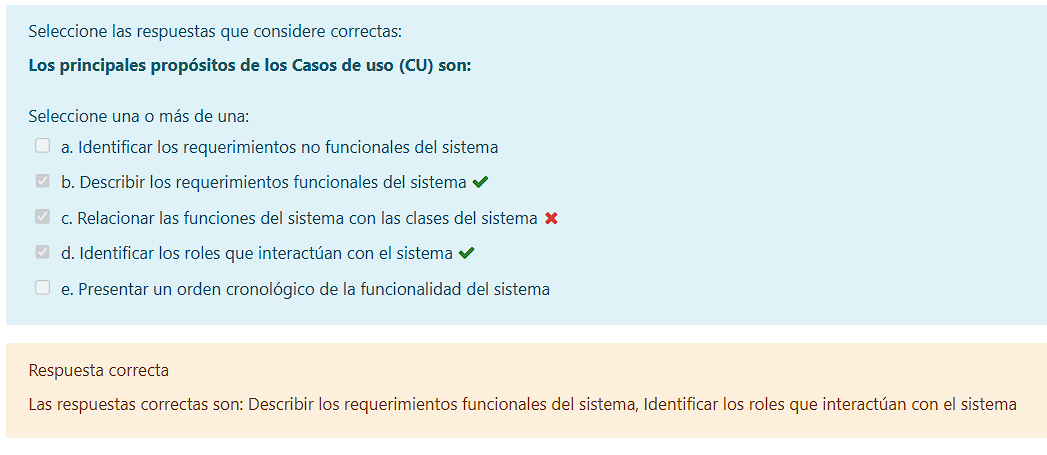 Seleccione las respuestas que considere correctas:
Los principales propósitos de los Casos de uso (CU) son:
Seleccione una o más de una:
a. Identificar los requerimientos no funcionales del sistema
b. Describir los requerimientos funcionales del sistema
c. Relacionar las funciones del sistema con las clases del sistema
d. Identificar los roles que interactúan con el sistema
e. Presentar un orden cronológico de la funcionalidad del sistema
Respuesta correcta
Las respuestas correctas son: Describir los requerimientos funcionales del sistema, Identificar los roles que interactúan con el sistema